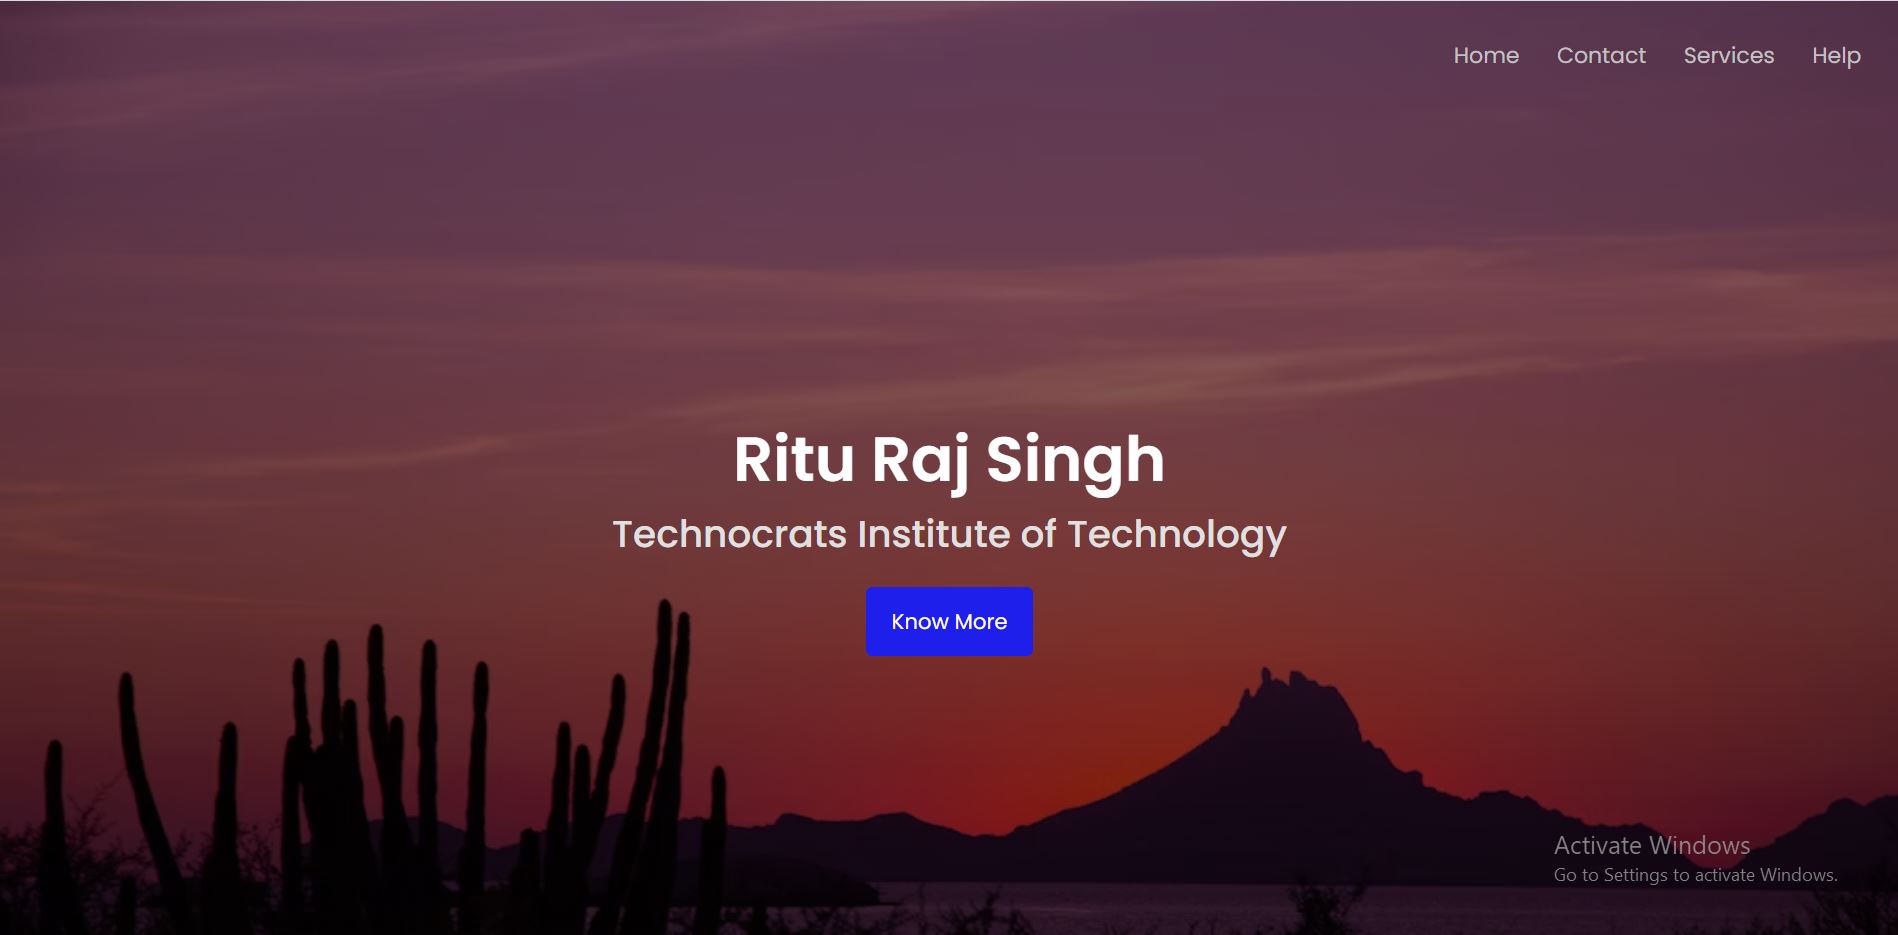 Home Contact Services Help
Ritu Raj Singh
Technocrats Institute of Technology
Know More
Activate Windows
Go to Settings to activate Windows.